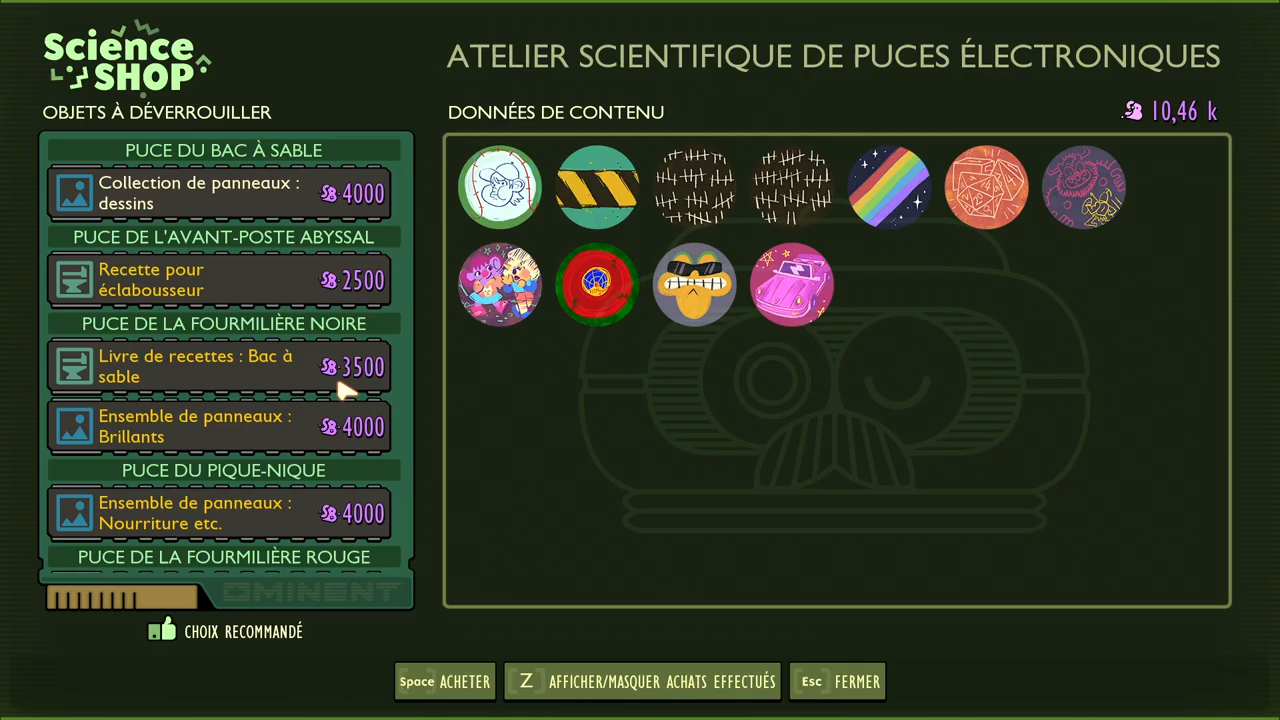 Science
SHOP
ATELIER SCIENTIFIQUE DE PUCES ÉLECTRONIQUES
OBJETS À DÉVERROUILLER
DONNÉES DE CONTENU
10,46 k
PUCE DU BAC À SABLE
Collection de panneaux :
dessins
4000
PUCE DE L'AVANT-POSTE ABYSSAL
Recette pour
éclabousseur
2500
PUCE DE LA FOURMILIÈRE NOIRE
Livre de recettes : Bac à
sable
3500
Ensemble de panneaux :
Brillants
4000
PUCE DU PIQUE-NIQUE
Ensemble de panneaux :
Nourriture etc.
4000
PUCE DE LA FOURMILIÈRE ROUGE
OMINENT
CHOIX RECOMMANDÉ
Space ACHETER
Z AFFICHER/MASQUER ACHATS EFFECTUÉS
Esc FERMER